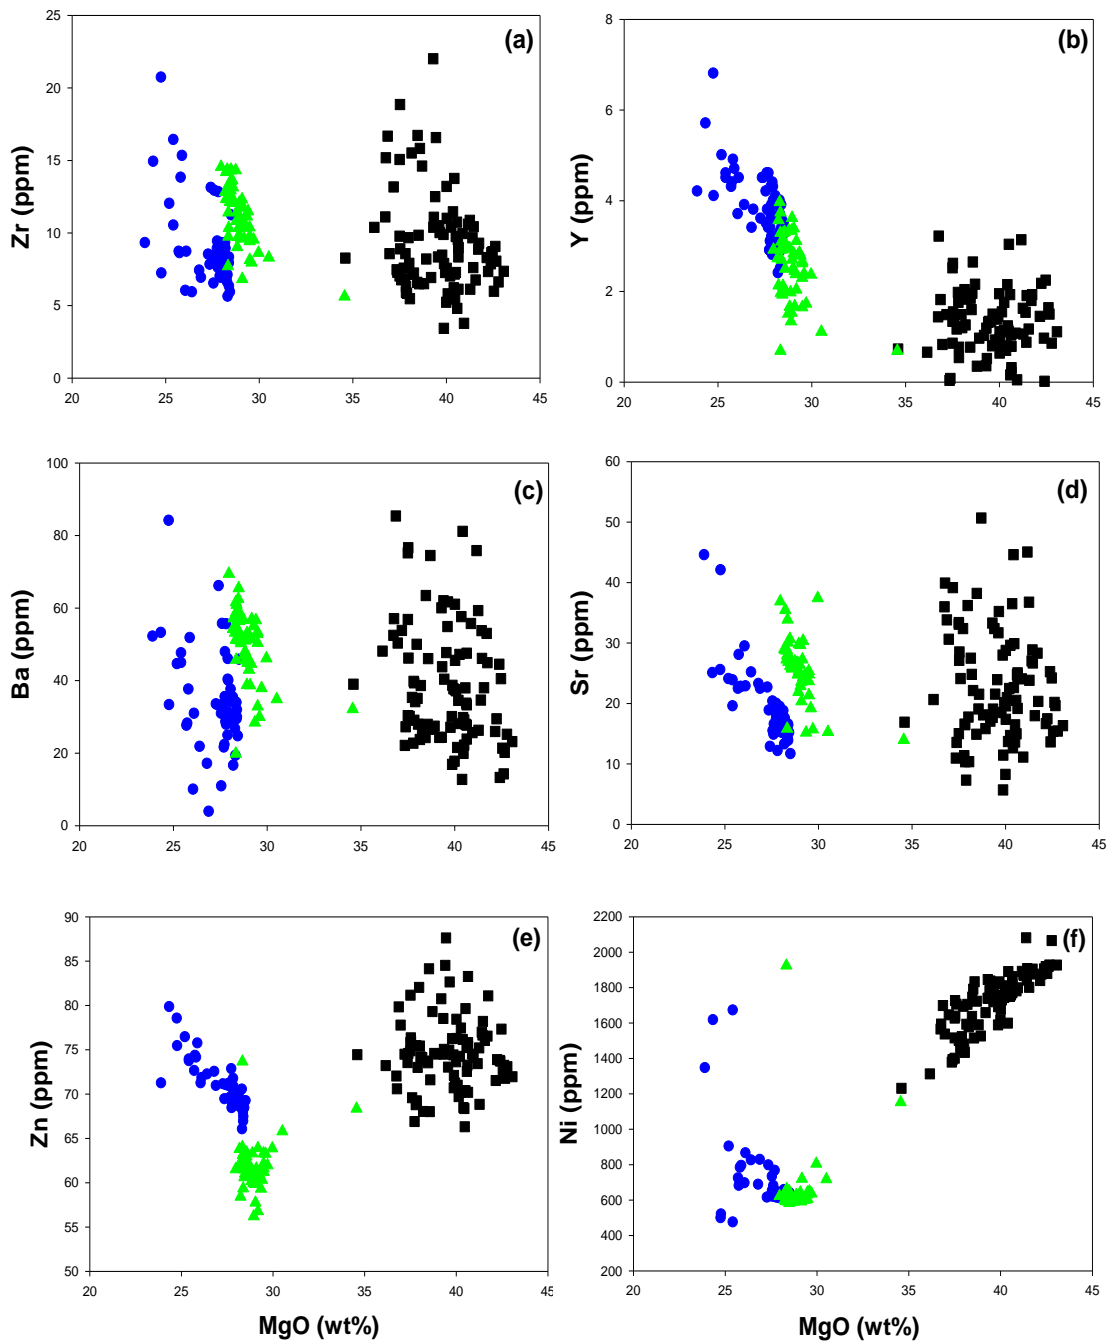 25
20
15
10
5
0
Zr (ppm)
(a)
20 25 30 35 40 45
8
6
4
2
0
Y (ppm)
(b)
20 25 30 35 40 45
100
80
60
40
20
0
Ba (ppm)
(c)
20 25 30 35 40 45
60
50
40
30
20
10
0
Sr (ppm)
(d)
20 25 30 35 40 45
90
85
80
75
70
65
60
55
50
Zn (ppm)
(e)
20 25 30 35 40 45
MgO (wt%)
2200
2000
1800
1600
1400
1200
1000
800
600
400
200
Ni (ppm)
(f)
20 25 30 35 40 45
MgO (wt%)